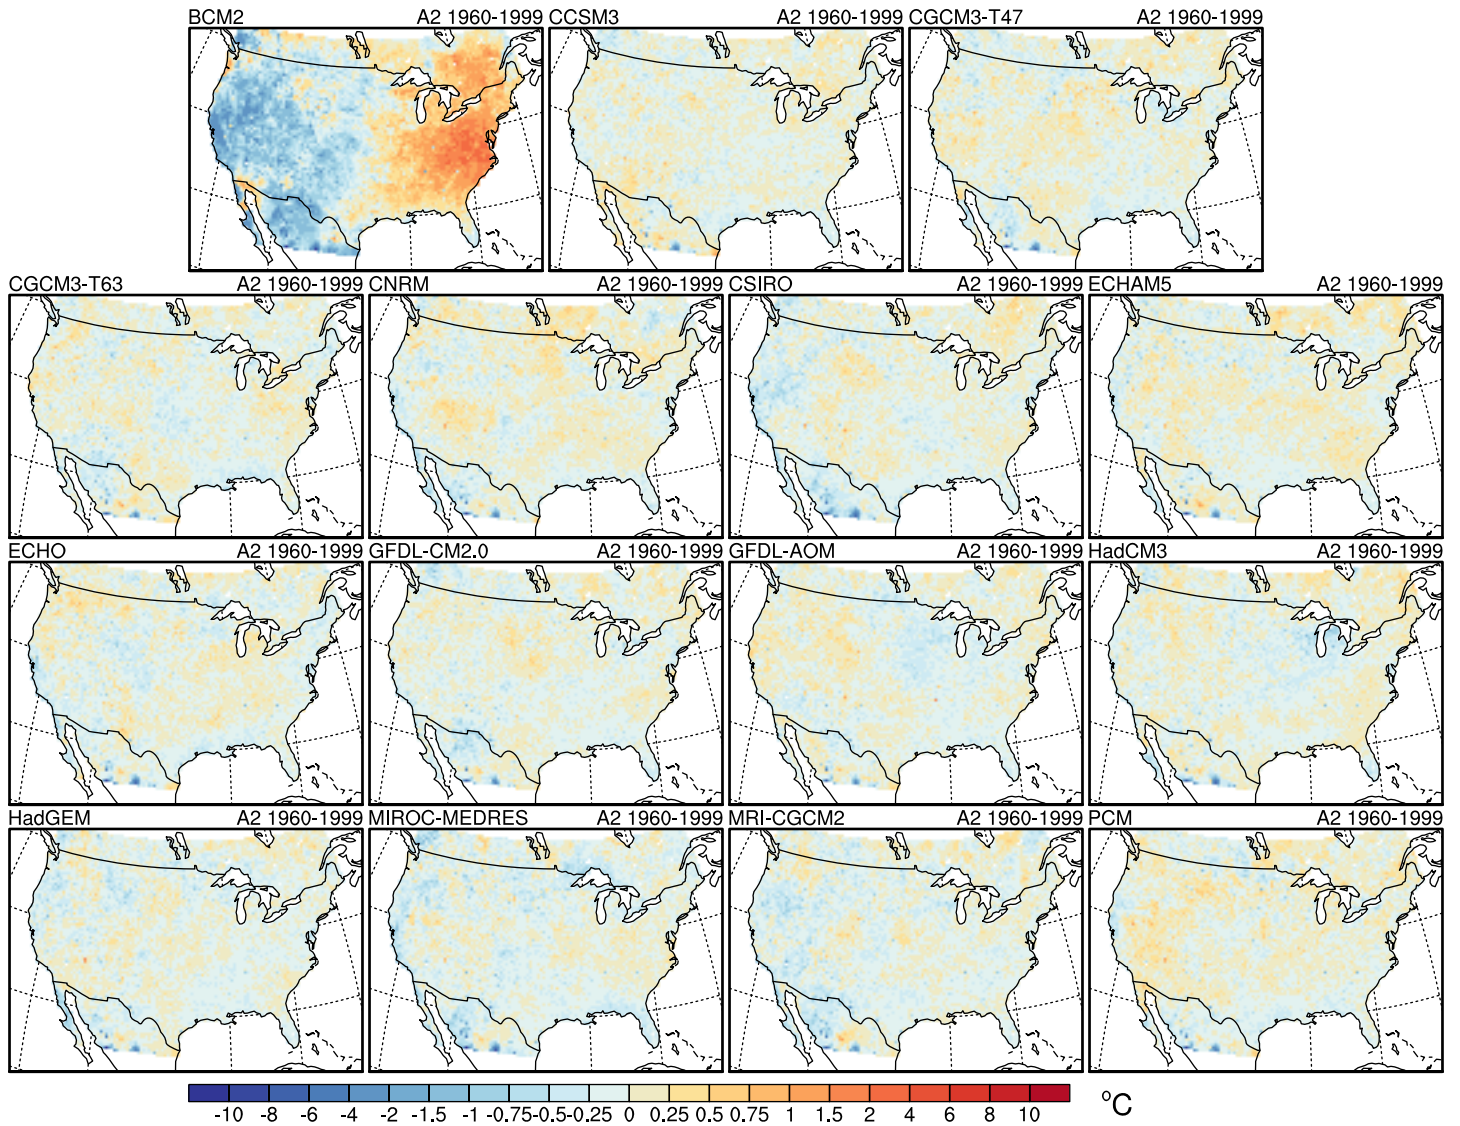 BCM2 A2 1960-1999 CCSM3 A2 1960-1999 CGCM3-T47 A2 1960-1999
CGCM3-T63 A2 1960-1999 CNRM A2 1960-1999 CSIRO A2 1960-1999 ECHAM5 A2 1960-1999
ECHO A2 1960-1999 GFDL-CM2.0 A2 1960-1999 GFDL-AOM A2 1960-1999 HadCM3 A2 1960-1999
HadGEM A2 1960-1999 MIROC-MEDRES A2 1960-1999 MRI-CGCM2 A2 1960-1999 PCM A2 1960-1999
-10 -8 -6 -4 -2 -1.5 -1 -0.75 -0.5 -0.25 0 0.25 0.5 0.75 1 1.5 2 4 6 8 10 °C